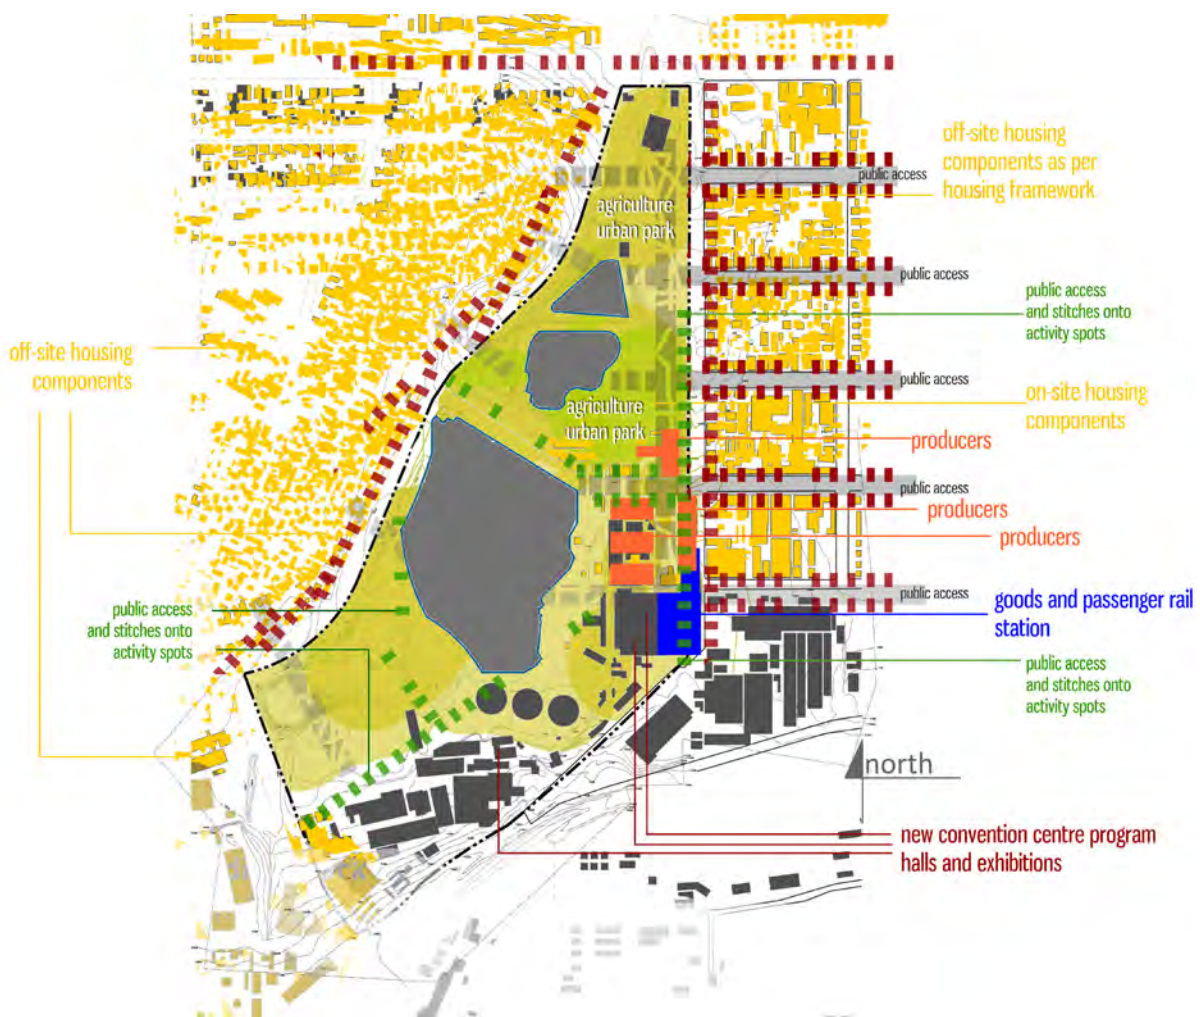 off-site housing
components as per
housing framework
public access
agriculture
urban park
public access
public access
and stitches onto
activity spots
off-site housing
components
public access
on-site housing
components
agriculture
urban park
producers
public access
producers
producers
public access
goods and passenger rail
station
public access
and stitches onto
activity spots
public access
and stitches onto
activity spots
north
new convention centre program
halls and exhibitions